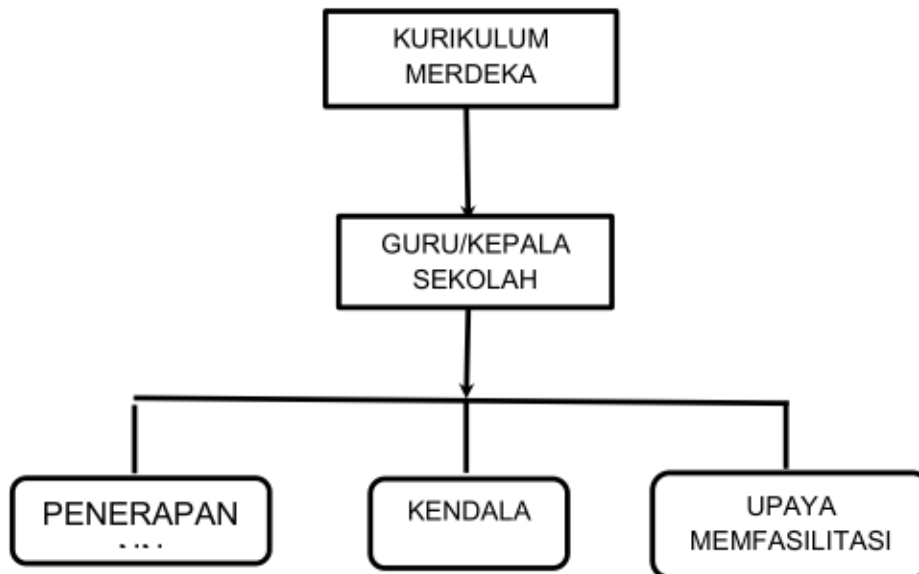 KURIKULUM
MERDEKA
GURU/KEPALA
SEKOLAH
PENERAPAN
KENDALA
UPAYA
MEMFASILITASI